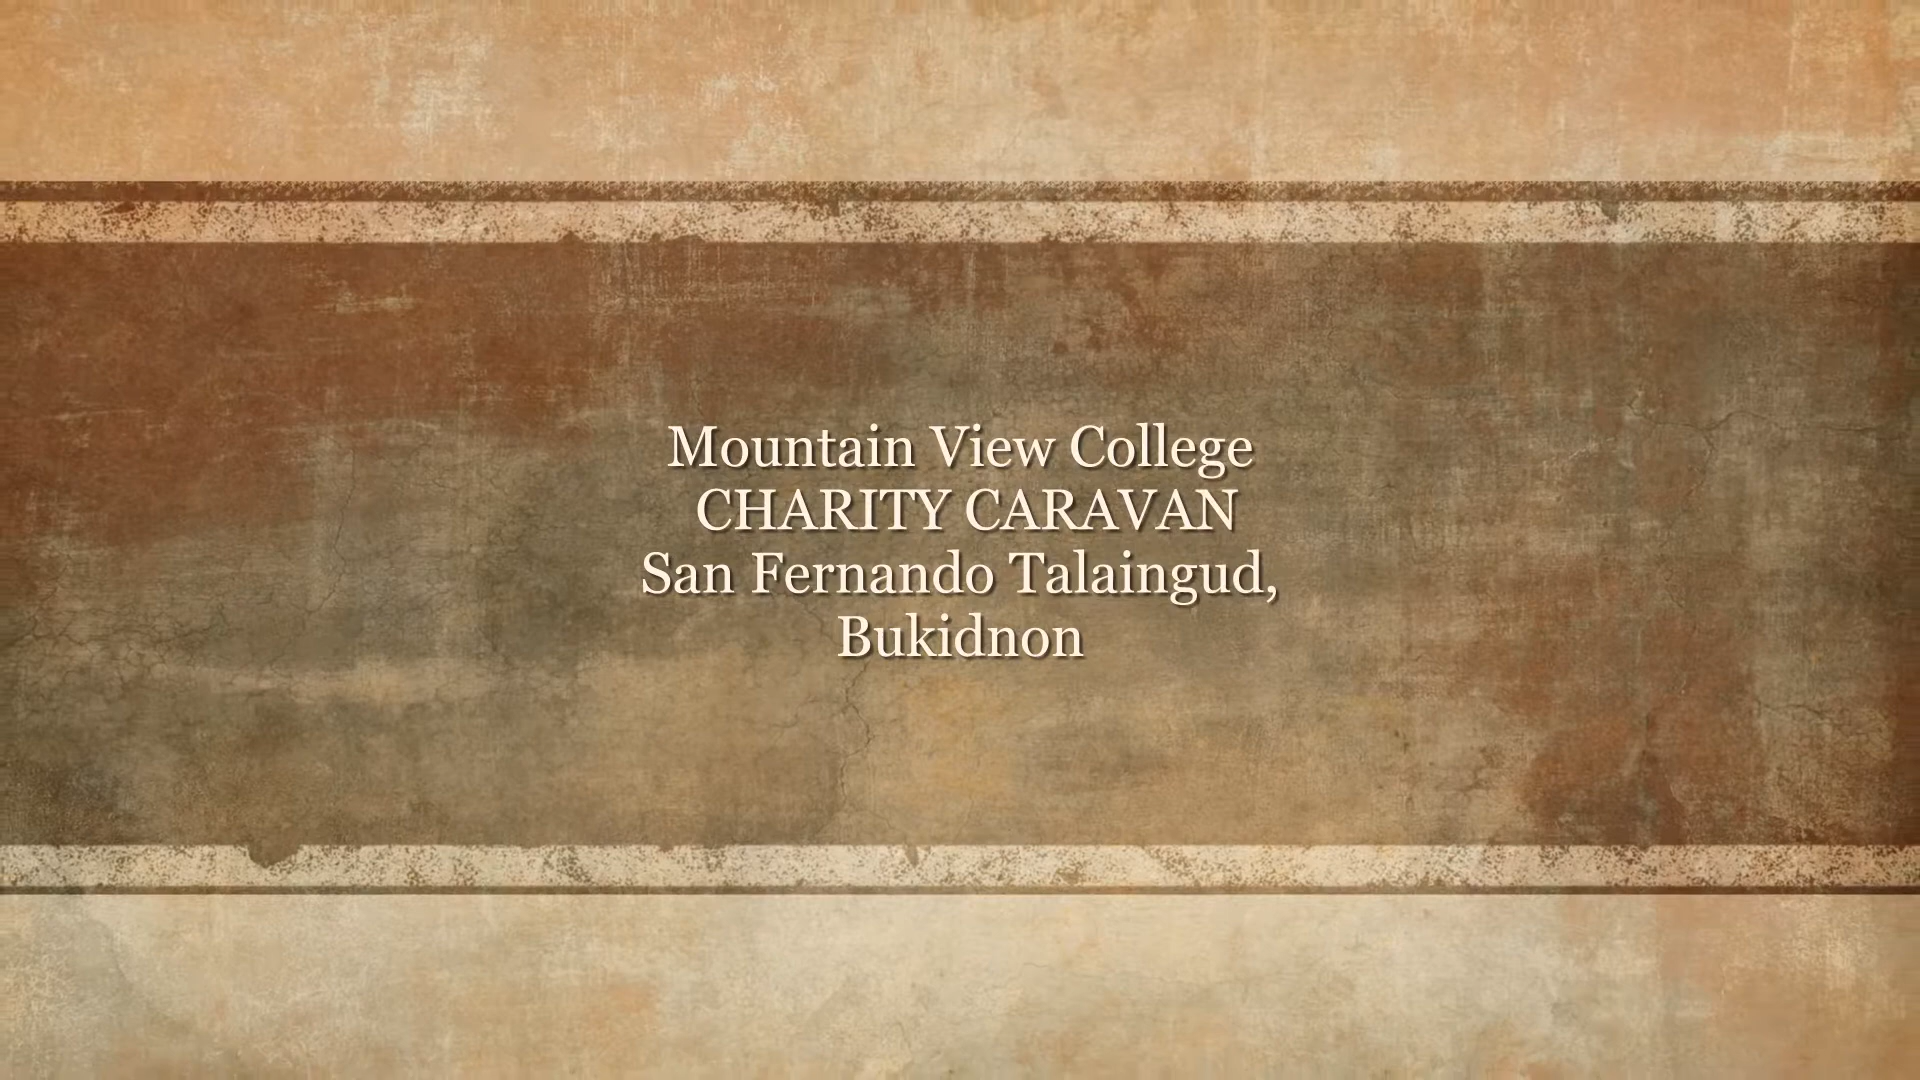 Mountain View College
CHARITY CARAVAN
San Fernando Talaingud,
Bukidnon